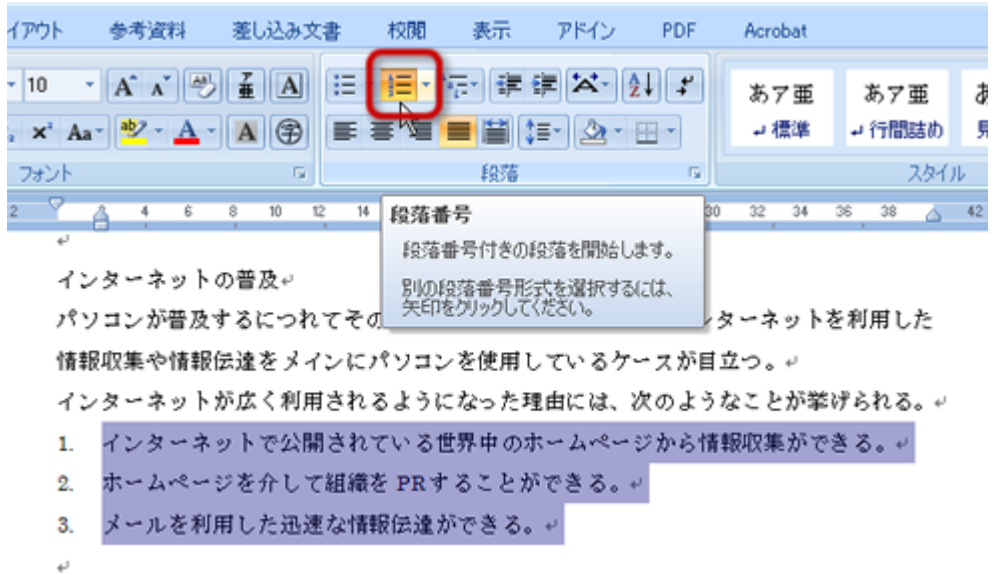 イアウト 参考資料 差し込み文書 校閲 表示 アドイン PDF Acrobat
10 A A ア亜 A
x² Aa ab A A 字
あア亜 あア亜 あ
標準 行間詰め 見
フォント 段落 スタイル
2 4 6 8 10 12 14 30 32 34 36 38 42
段落番号
段落番号付きの段落を開始します。
別の段落番号形式を選択するには、
矢印をクリックしてください。
インターネットの普及
パソコンが普及するにつれてその ンターネットを利用した
情報収集や情報伝達をメインにパソコンを使用しているケースが目立つ。
インターネットが広く利用されるようになった理由には、次のようなことが挙げられる。
1. インターネットで公開されている世界中のホームページから情報収集ができる。
2. ホームページを介して組織を PRすることができる。
3. メールを利用した迅速な情報伝達ができる。